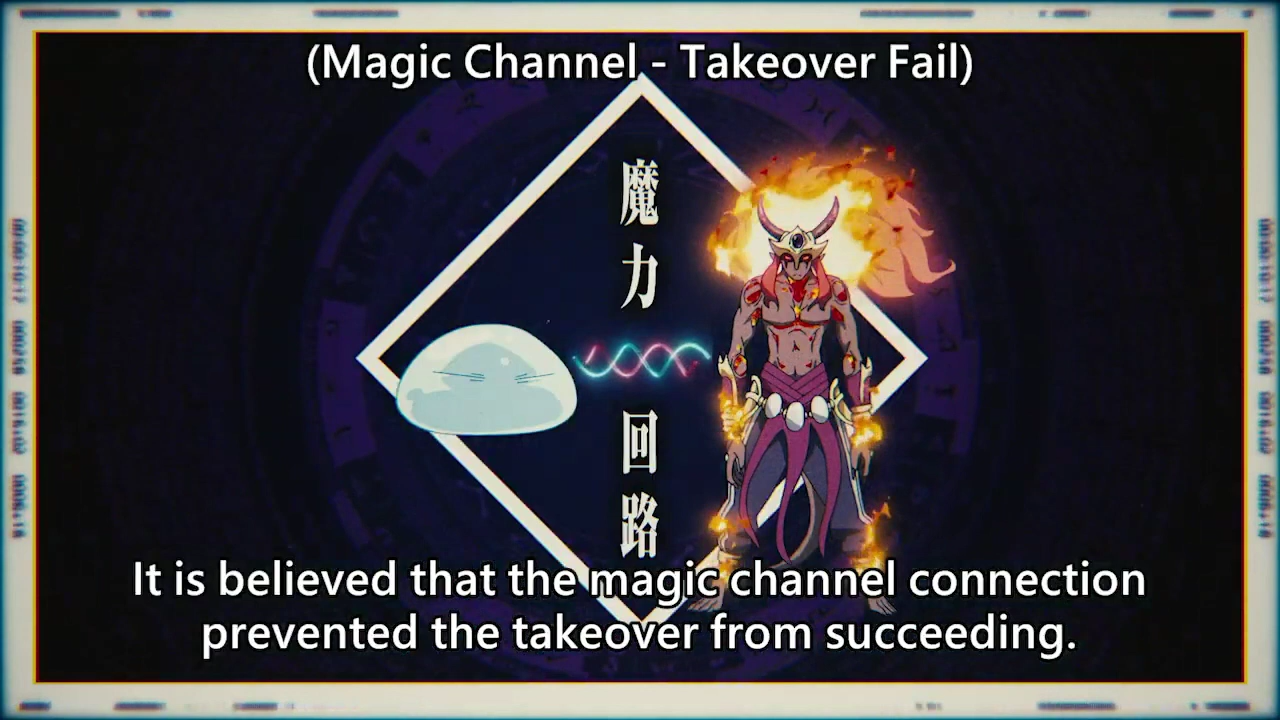 (Magic Channel - Takeover Fail)
魔力回路
It is believed that the magic channel connection
prevented the takeover from succeeding.